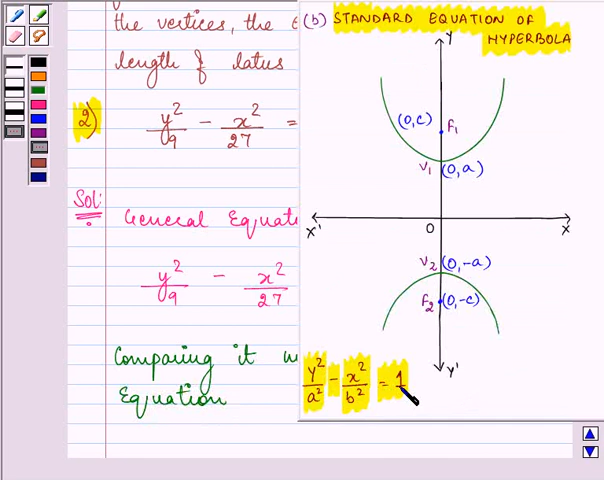 the vertices, the
length of latus
2) y²/9 - x²/27 =
Sol:
General
y²/9 - x²/27
Comparing it
Equation
(b) STANDARD EQUATION OF
HYPERBOLA
Y
(0,c) F₁
V₁ (0,a)
X' O X
V₂ (0,-a)
F₂ (0,-c)
Y'
y²/a² - x²/b² = 1